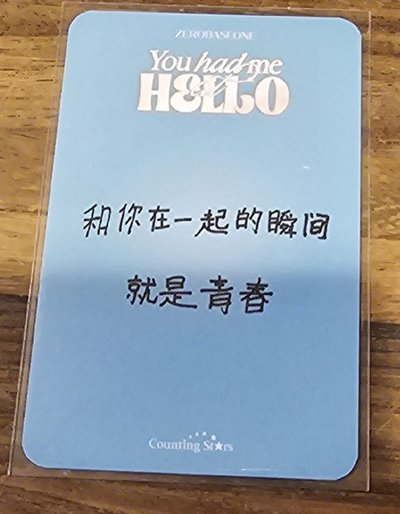 ZEROBASEONE
You had me
at
HELLO
和你在一起的瞬间
就是青春
Counting Stars